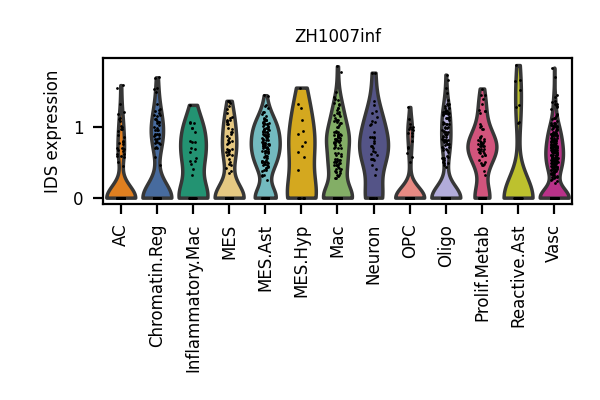 ZH1007inf
IDS expression
1
0
AC
Chromatin.Reg
Inflammatory.Mac
MES
MES.Ast
MES.Hyp
Mac
Neuron
OPC
Oligo
Prolif.Metab
Reactive.Ast
Vasc